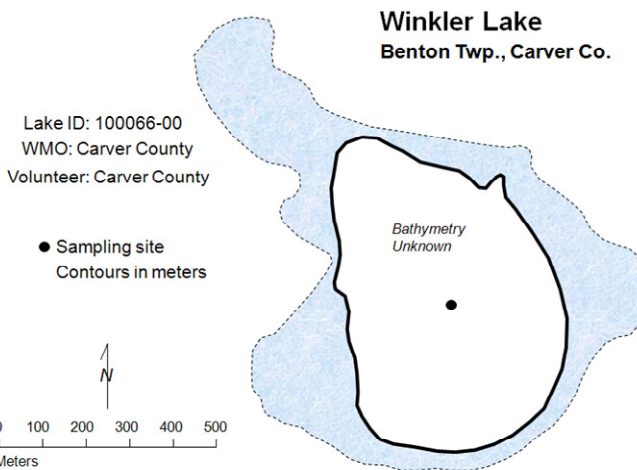 Winkler Lake
Benton Twp., Carver Co.
Lake ID: 100066-00
WMO: Carver County
Volunteer: Carver County
Sampling site
Contours in meters
Bathymetry
Unknown
N
0 100 200 300 400 500
Meters